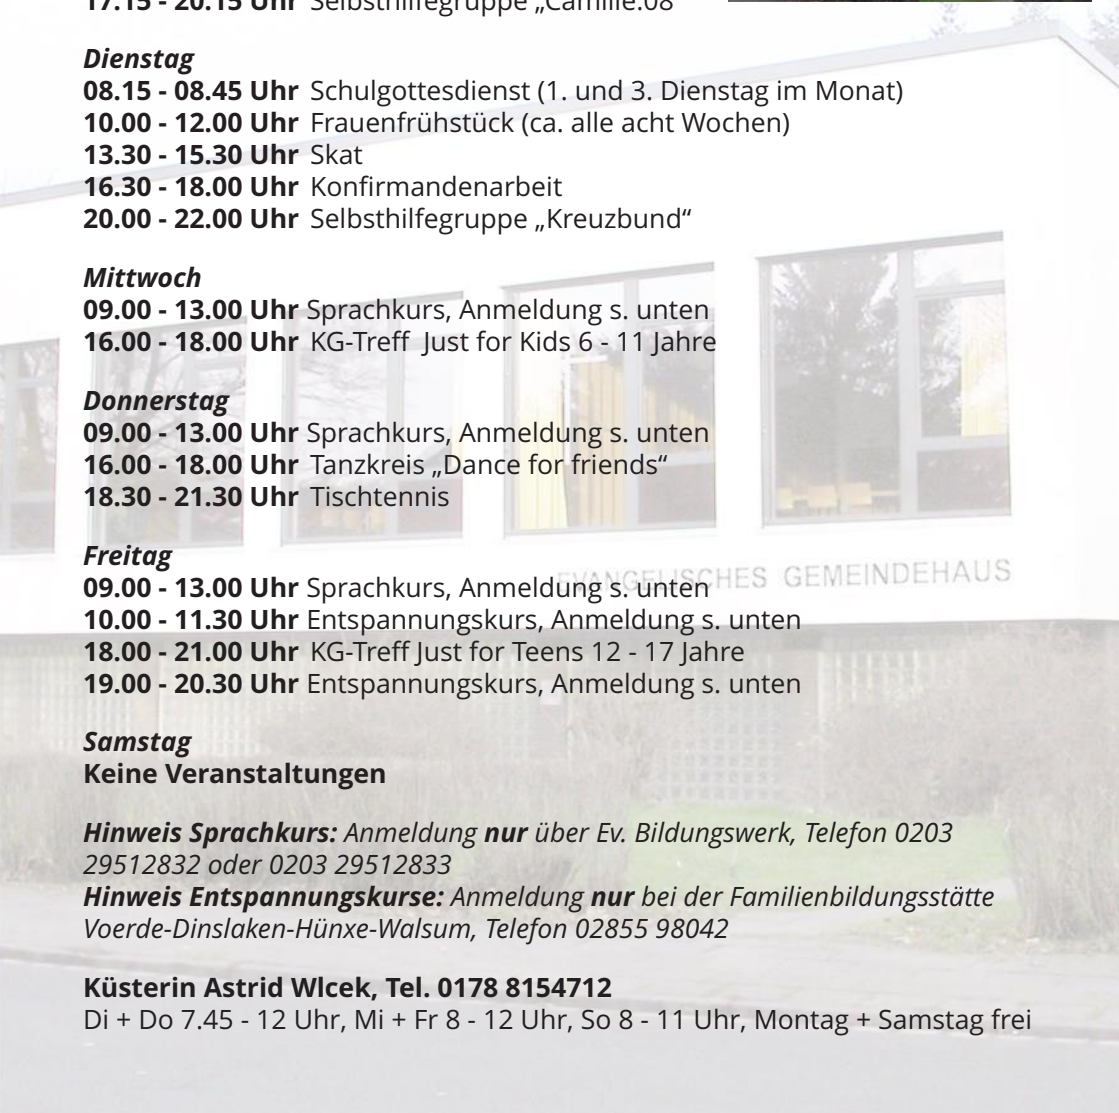 17.15 - 20.15 Uhr Selbsthilfegruppe „Camille.08“
Dienstag
08.15 - 08.45 Uhr Schulgottesdienst (1. und 3. Dienstag im Monat)
10.00 - 12.00 Uhr Frauenfrühstück (ca. alle acht Wochen)
13.30 - 15.30 Uhr Skat
16.30 - 18.00 Uhr Konfirmandenarbeit
20.00 - 22.00 Uhr Selbsthilfegruppe „Kreuzbund“
Mittwoch
09.00 - 13.00 Uhr Sprachkurs, Anmeldung s. unten
16.00 - 18.00 Uhr KG-Treff Just for Kids 6 - 11 Jahre
Donnerstag
09.00 - 13.00 Uhr Sprachkurs, Anmeldung s. unten
16.00 - 18.00 Uhr Tanzkreis „Dance for friends“
18.30 - 21.30 Uhr Tischtennis
Freitag
EVANGELISCHES GEMEINDEHAUS
09.00 - 13.00 Uhr Sprachkurs, Anmeldung s. unten
10.00 - 11.30 Uhr Entspannungskurs, Anmeldung s. unten
18.00 - 21.00 Uhr KG-Treff Just for Teens 12 - 17 Jahre
19.00 - 20.30 Uhr Entspannungskurs, Anmeldung s. unten
Samstag
Keine Veranstaltungen
Hinweis Sprachkurs: Anmeldung nur über Ev. Bildungswerk, Telefon 0203
29512832 oder 0203 29512833
Hinweis Entspannungskurse: Anmeldung nur bei der Familienbildungsstätte
Voerde-Dinslaken-Hünxe-Walsum, Telefon 02855 98042
Küsterin Astrid Wlcek, Tel. 0178 8154712
Di + Do 7.45 - 12 Uhr, Mi + Fr 8 - 12 Uhr, So 8 - 11 Uhr, Montag + Samstag frei